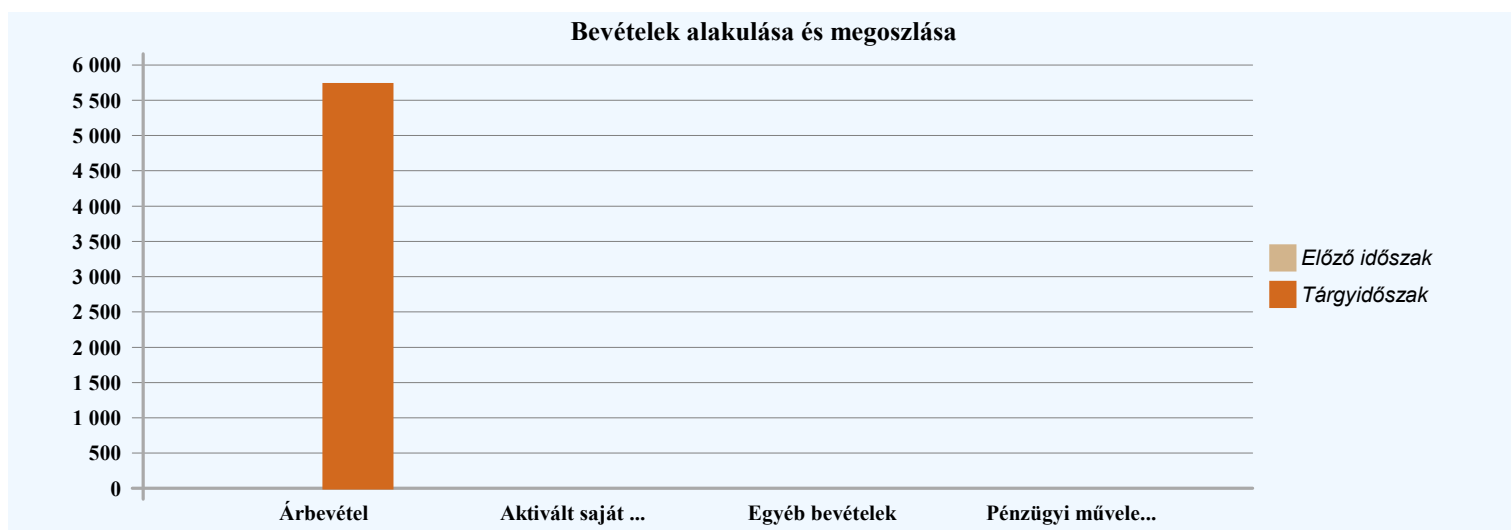 Bevételek alakulása és megoszlása
6 000
5 500
5 000
4 500
4 000
3 500
3 000
2 500
2 000
1 500
1 000
500
0
Árbevétel
Aktivált saját ...
Egyéb bevételek
Pénzügyi művele...
Előző időszak
Tárgyidőszak